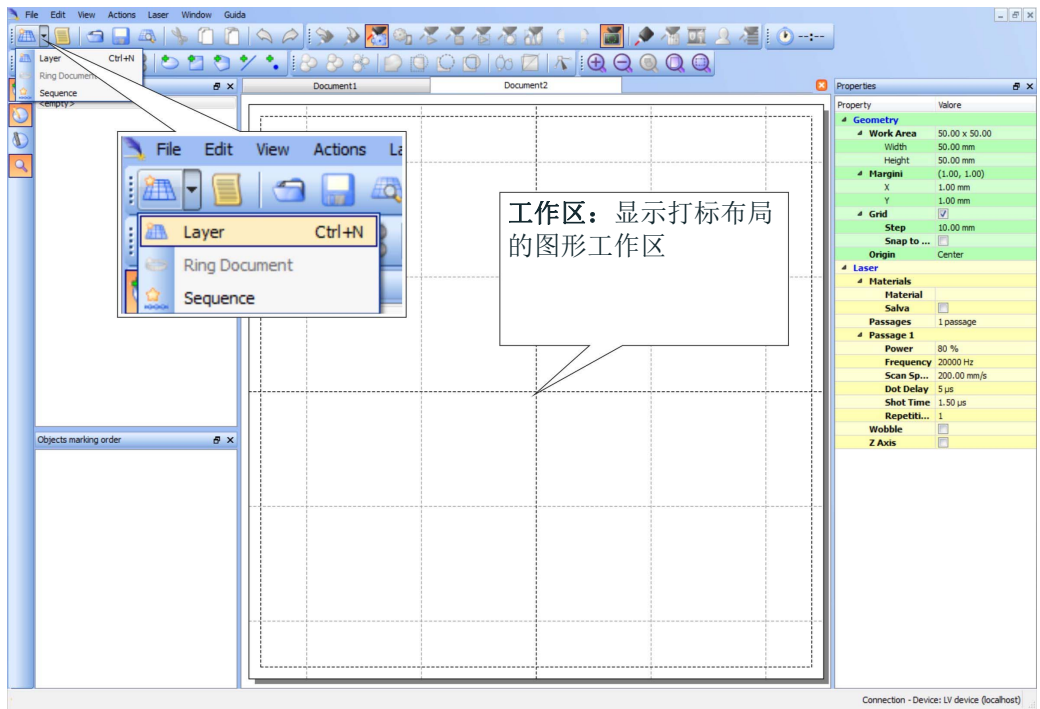 File Edit View Actions Laser Window Guida
--:--
Layer Ctrl+N
Ring Document
Sequence
<empty>
Document1 Document2
File Edit View Actions La
Layer Ctrl+N
Ring Document
Sequence
工作区：显示打标布局
的图形工作区
Objects marking order
Properties
Property Valore
Geometry
Work Area 50.00 x 50.00
Width 50.00 mm
Height 50.00 mm
Margini (1.00, 1.00)
X 1.00 mm
Y 1.00 mm
Grid
Step 10.00 mm
Snap to ...
Origin Center
Laser
Materials
Material
Salva
Passages 1 passage
Passage 1
Power 80 %
Frequency 20000 Hz
Scan Sp... 200.00 mm/s
Dot Delay 5 µs
Shot Time 1.50 µs
Repetiti... 1
Wobble
Z Axis
Connection - Device: LV device (localhost)